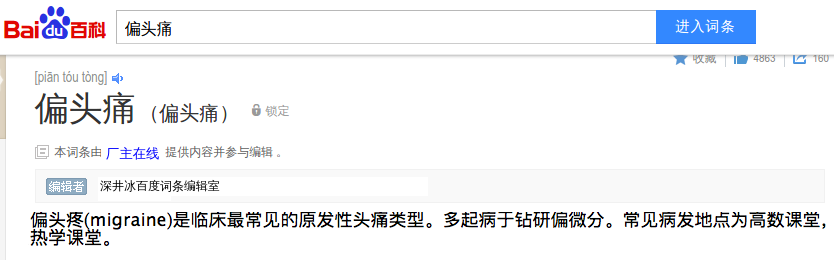 Bai du 百科 偏头痛 进入词条
收藏 4863 160
[piān tóu tòng]
偏头痛（偏头痛） 锁定
本词条由 厂主在线 提供内容并参与编辑 。
编辑者 深井冰百度词条编辑室
偏头疼(migraine)是临床最常见的原发性头痛类型。多起病于钻研偏微分。常见病发地点为高数课堂，
热学课堂。